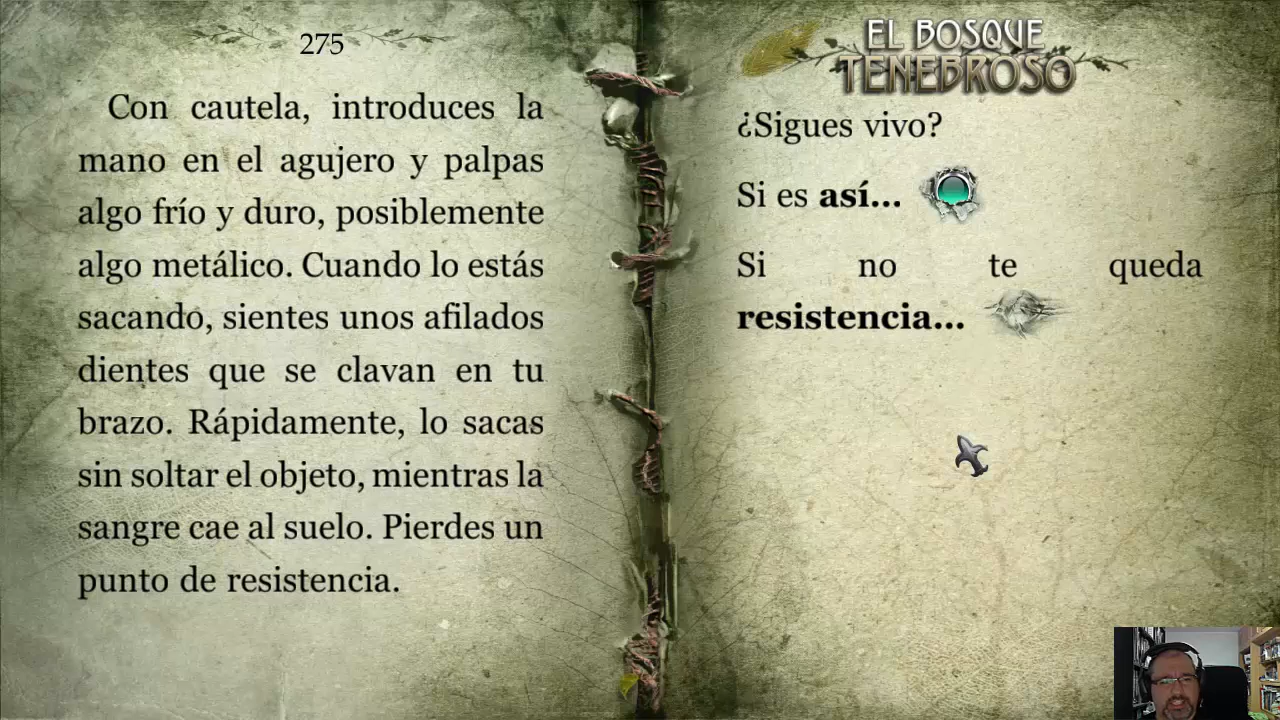 275
Con cautela, introduces la
mano en el agujero y palpas
algo frío y duro, posiblemente
algo metálico. Cuando lo estás
sacando, sientes unos afilados
dientes que se clavan en tu
brazo. Rápidamente, lo sacas
sin soltar el objeto, mientras la
sangre cae al suelo. Pierdes un
punto de resistencia.
EL BOSQUE
TENEBROSO
¿Sigues vivo?
Si es así...
Si no te queda
resistencia...